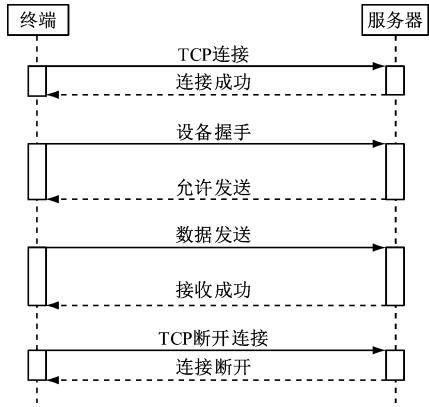 终端
服务器
TCP连接
连接成功
设备握手
允许发送
数据发送
接收成功
TCP断开连接
连接断开